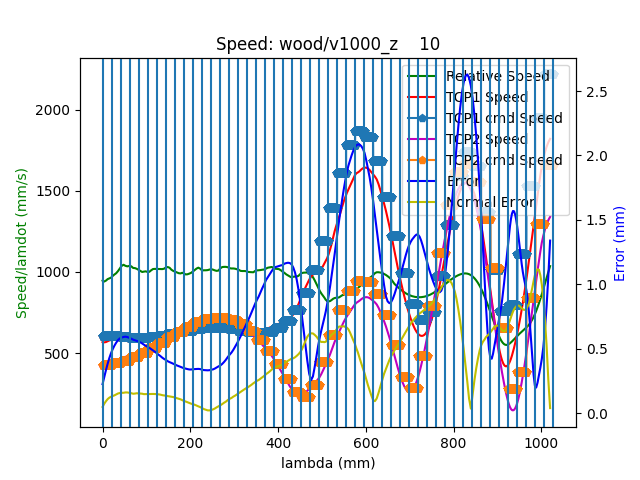 Speed: wood/v1000_z 10
Relative Speed
TCP1 Speed
TCP1 cmd Speed
TCP2 Speed
TCP2 cmd Speed
Error
Normal Error
Speed/lamdot (mm/s)
2000
1500
1000
500
2.5
2.0
1.5
1.0
0.5
0.0
Error (mm)
0 200 400 600 800 1000
lambda (mm)